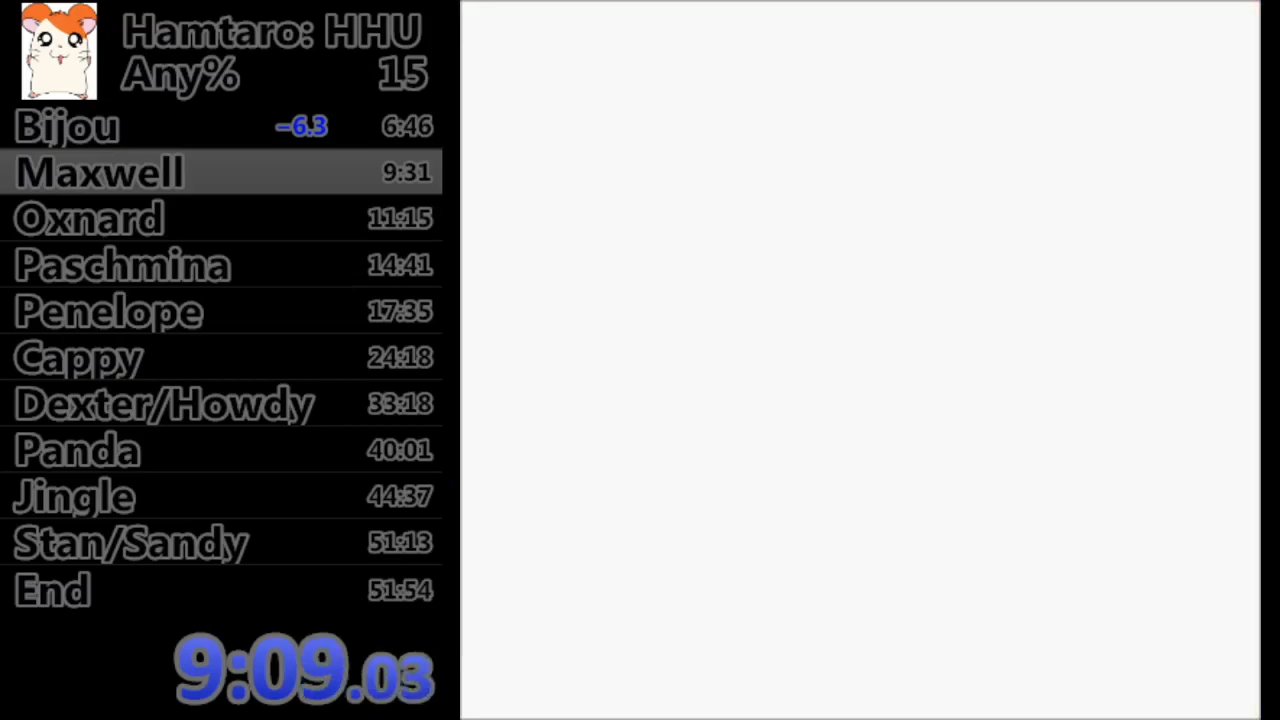 Hamtaro: HHU
Any% 15
Bijou -6.3 6:46
Maxwell 9:31
Oxnard 11:15
Paschmina 14:41
Penelope 17:35
Cappy 24:18
Dexter/Howdy 33:18
Panda 40:01
Jingle 44:37
Stan/Sandy 51:13
End 51:54
9:09.03